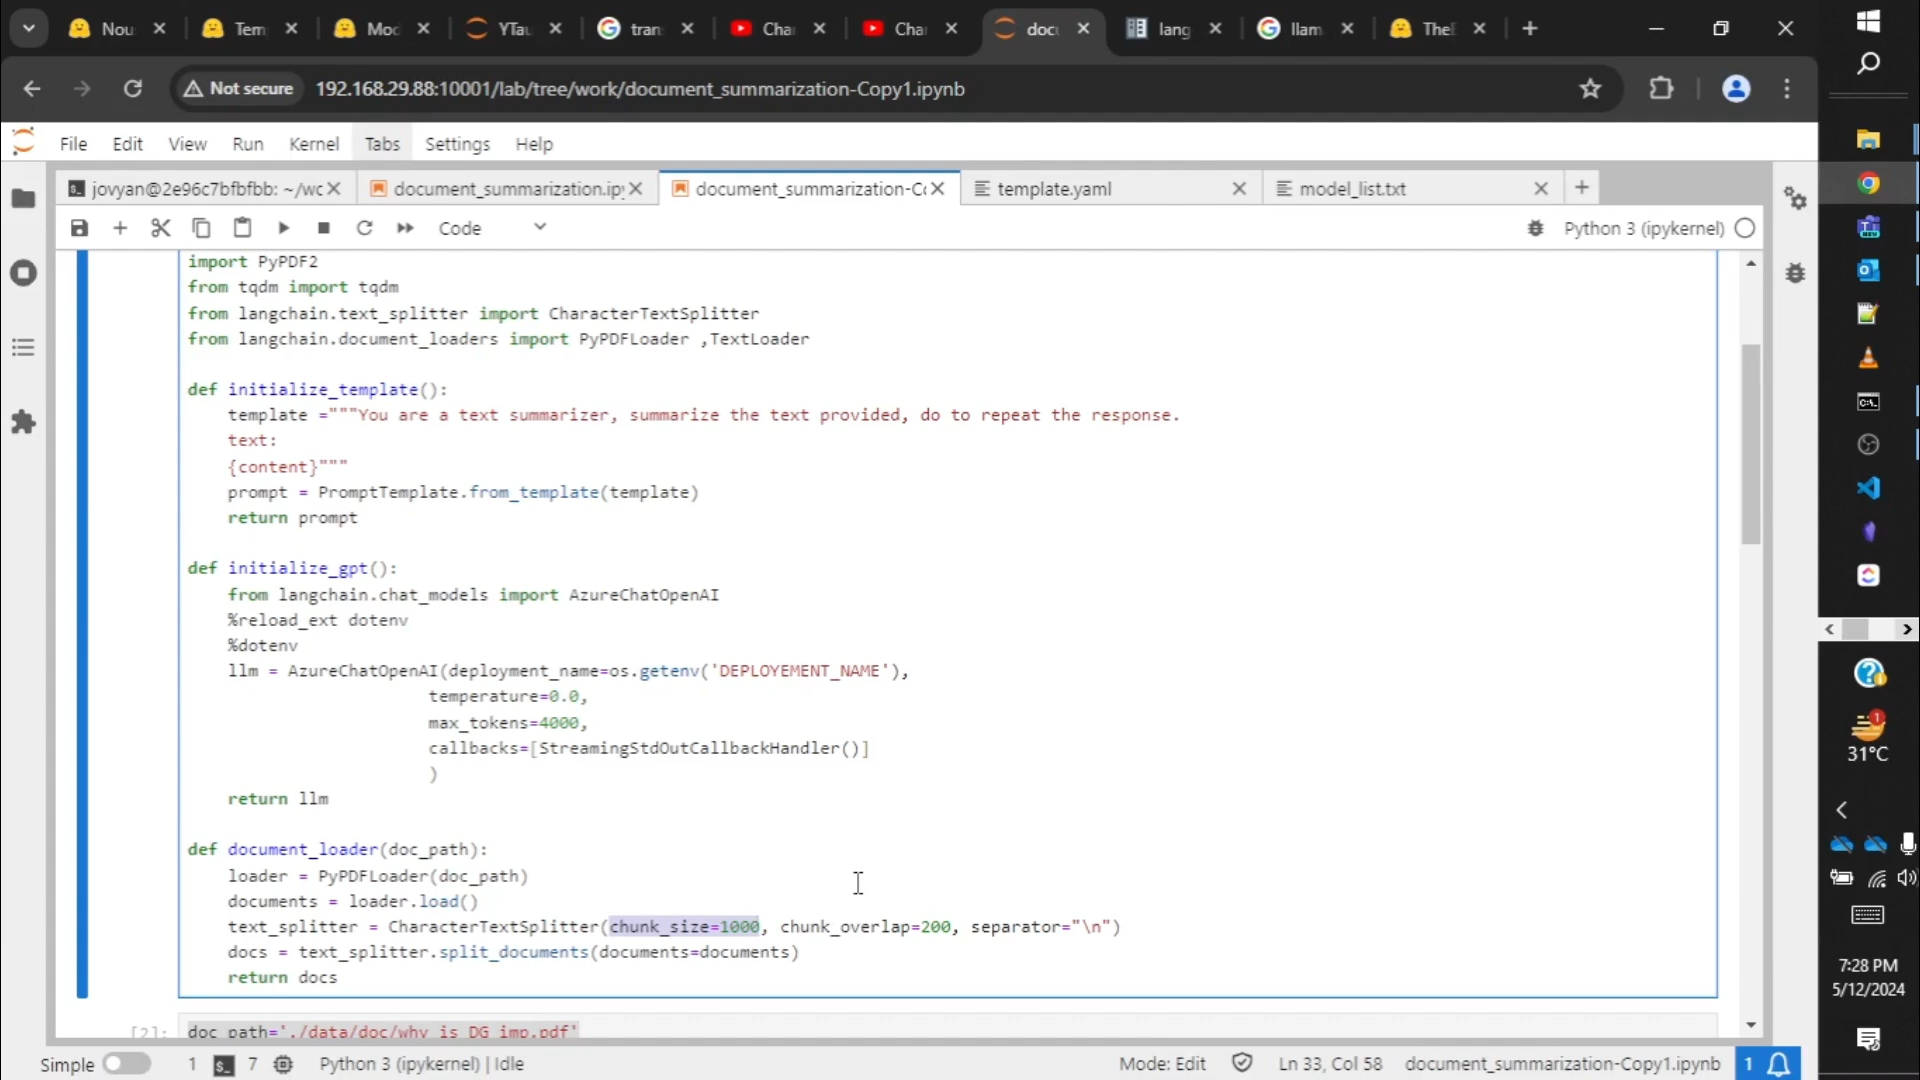 Nou
Tem
Mod
YTau
tran
Cha
Cha
docu
lang
llam
TheB
Not secure
192.168.29.88:10001/lab/tree/work/document_summarization-Copy1.ipynb
File Edit View Run Kernel Tabs Settings Help
jovyan@2e96c7bfbfbb: ~/wo
document_summarization.ip
document_summarization-Co
template.yaml
model_list.txt
Code
Python 3 (ipykernel)
import PyPDF2
from tqdm import tqdm
from langchain.text_splitter import CharacterTextSplitter
from langchain.document_loaders import PyPDFLoader ,TextLoader
def initialize_template():
template ="""You are a text summarizer, summarize the text provided, do to repeat the response.
text:
{content}"""
prompt = PromptTemplate.from_template(template)
return prompt
def initialize_gpt():
from langchain.chat_models import AzureChatOpenAI
%reload_ext dotenv
%dotenv
llm = AzureChatOpenAI(deployment_name=os.getenv('DEPLOYEMENT_NAME'),
temperature=0.0,
max_tokens=4000,
callbacks=[StreamingStdOutCallbackHandler()]
)
return llm
def document_loader(doc_path):
loader = PyPDFLoader(doc_path)
documents = loader.load()
text_splitter = CharacterTextSplitter(chunk_size=1000, chunk_overlap=200, separator="\n")
docs = text_splitter.split_documents(documents=documents)
return docs
[2]: doc_path='./data/doc/why_is_DG_imp.pdf'
Simple 1 7 Python 3 (ipykernel) | Idle Mode: Edit Ln 33, Col 58 document_summarization-Copy1.ipynb 1
1
31°C
7:28 PM
5/12/2024